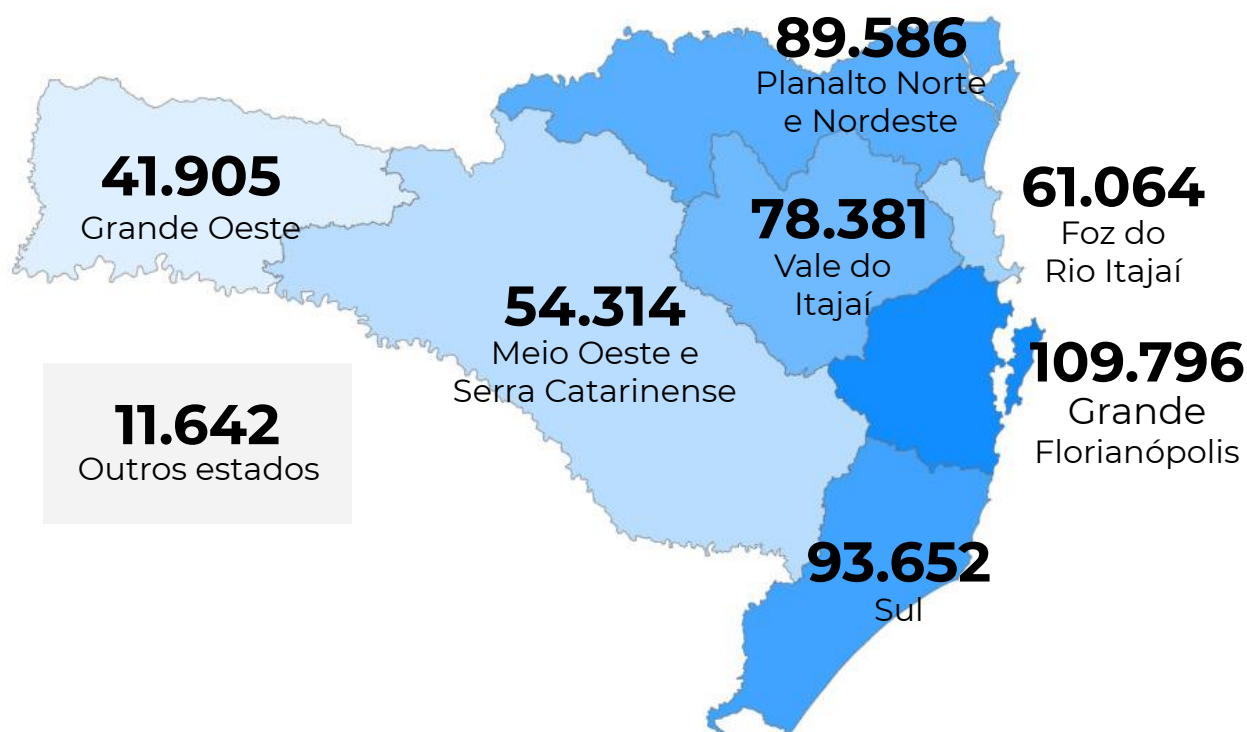 89.586
Planalto Norte
e Nordeste
41.905
Grande Oeste
61.064
Foz do
Rio Itajaí
78.381
Vale do
Itajaí
54.314
Meio Oeste e
Serra Catarinense
109.796
Grande
Florianópolis
11.642
Outros estados
93.652
Sul